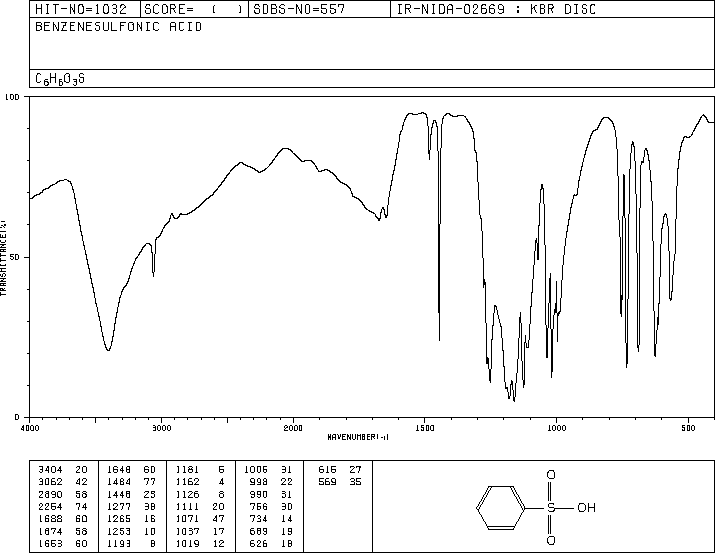 HIT-NO=1032 SCORE= ( ) SDBS-NO=557 IR-NIDA-02669 : KBR DISC
BENZENESULFONIC ACID
C6H6O3S
100
50
0
TRANSMITTANCE(%)
4000 3000 2000 1500 1000 500
WAVENUMBER(-1)
3404 20 1648 60 1181 5 1006 31 616 27
3062 42 1484 77 1162 4 998 22 569 35
2890 58 1448 23 1126 8 990 31
2254 74 1277 38 1111 20 756 30
1688 60 1265 16 1071 47 734 14
1674 58 1253 10 1037 17 689 19
1653 60 1193 8 1019 12 626 18
O
S OH
O